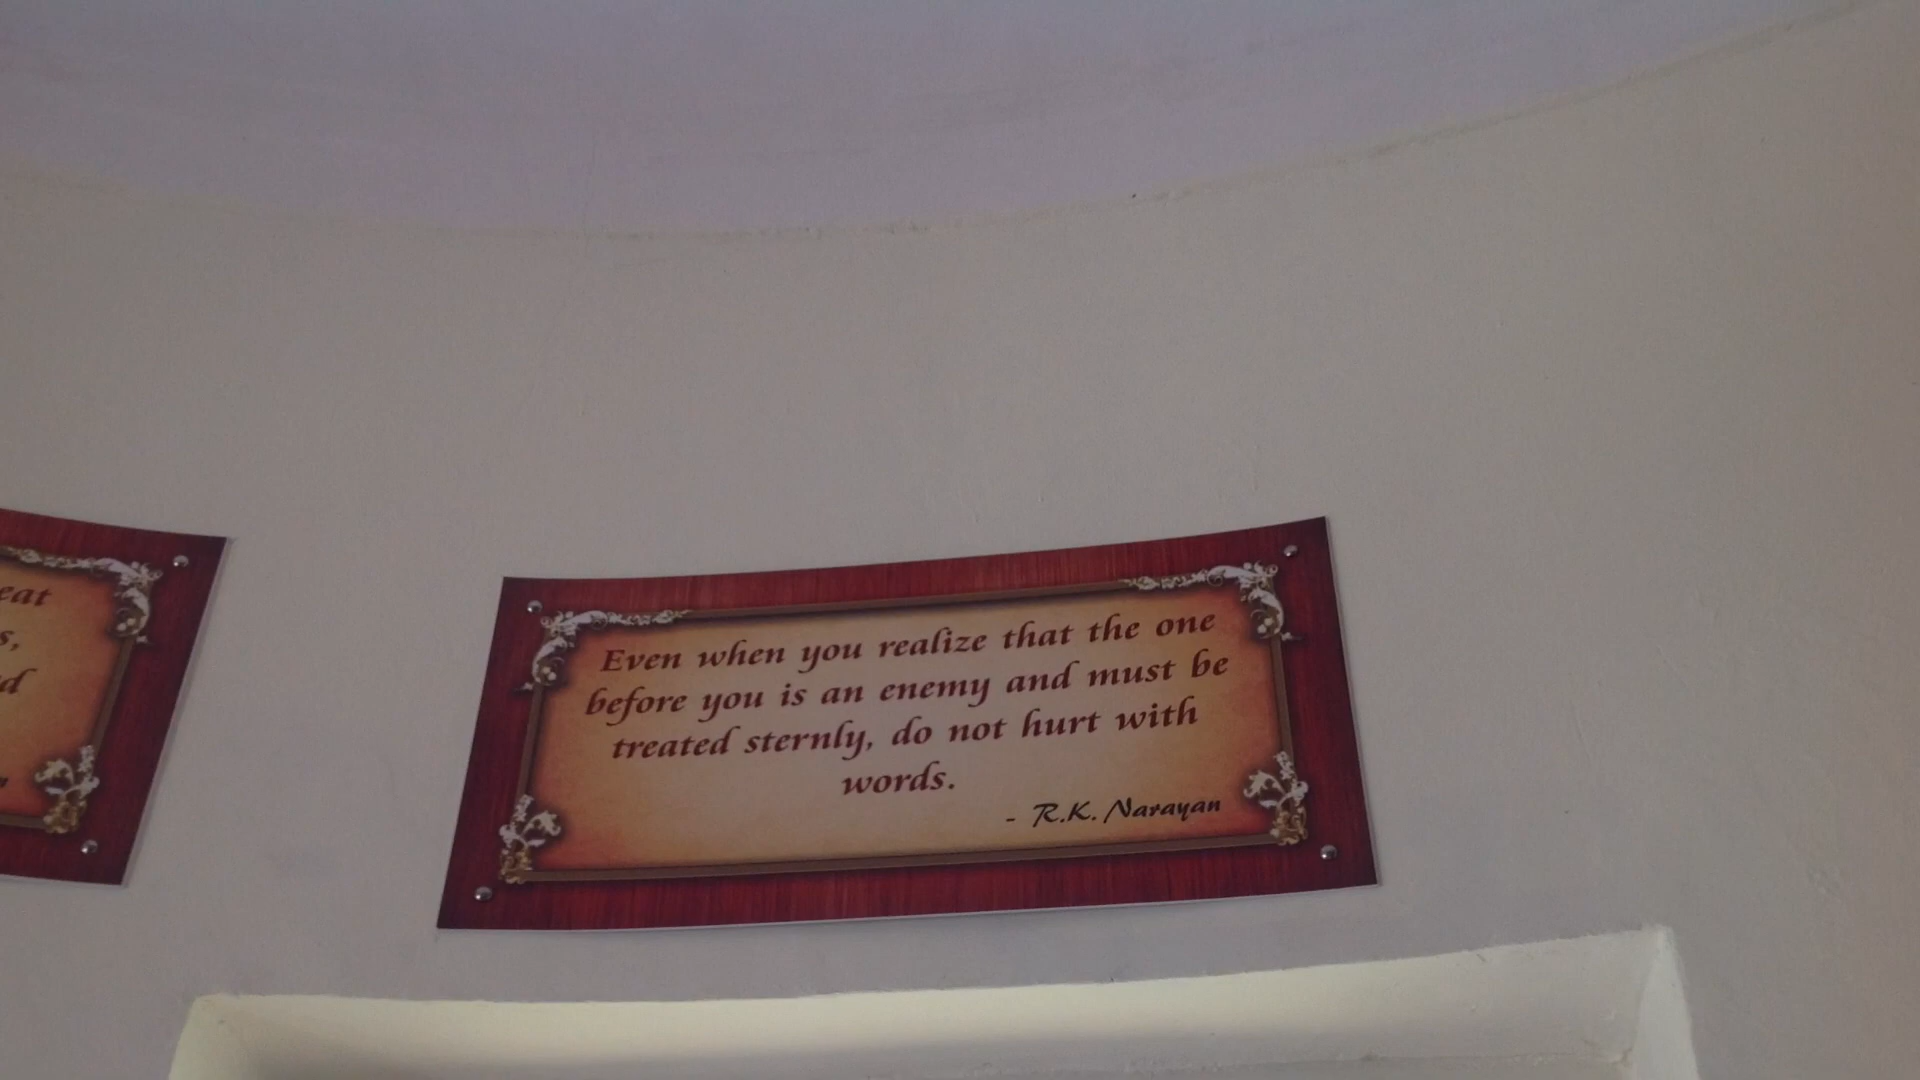 eat
s,
Even when you realize that the one
before you is an enemy and must be
treated sternly, do not hurt with
words.
- R.K. Narayan